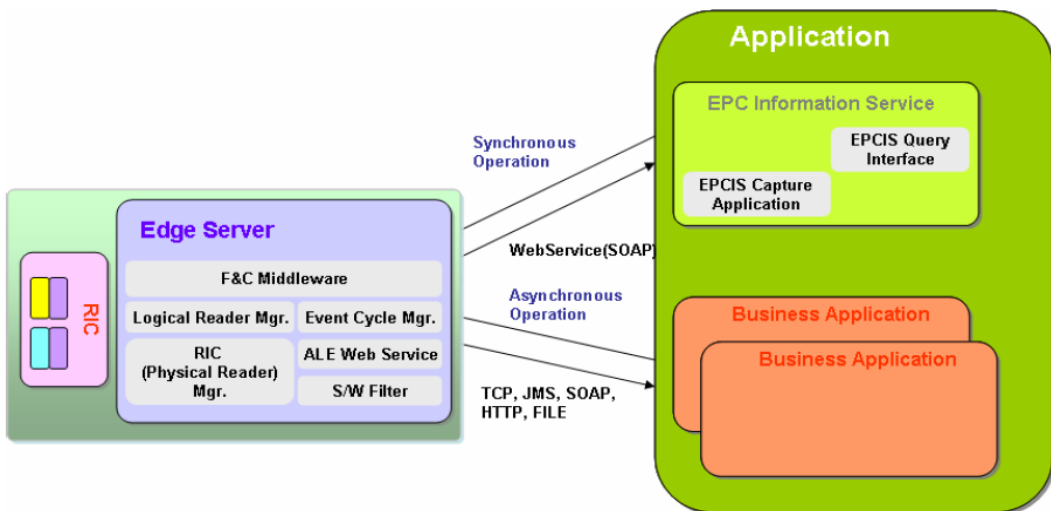 Application
EPC Information Service
EPCIS Query
Interface
EPCIS Capture
Application
Synchronous
Operation
WebService(SOAP)
Asynchronous
Operation
TCP, JMS, SOAP,
HTTP, FILE
Business Application
Business Application
Edge Server
F&C Middleware
Logical Reader Mgr.
Event Cycle Mgr.
RIC
(Physical Reader)
Mgr.
ALE Web Service
S/W Filter
RIC